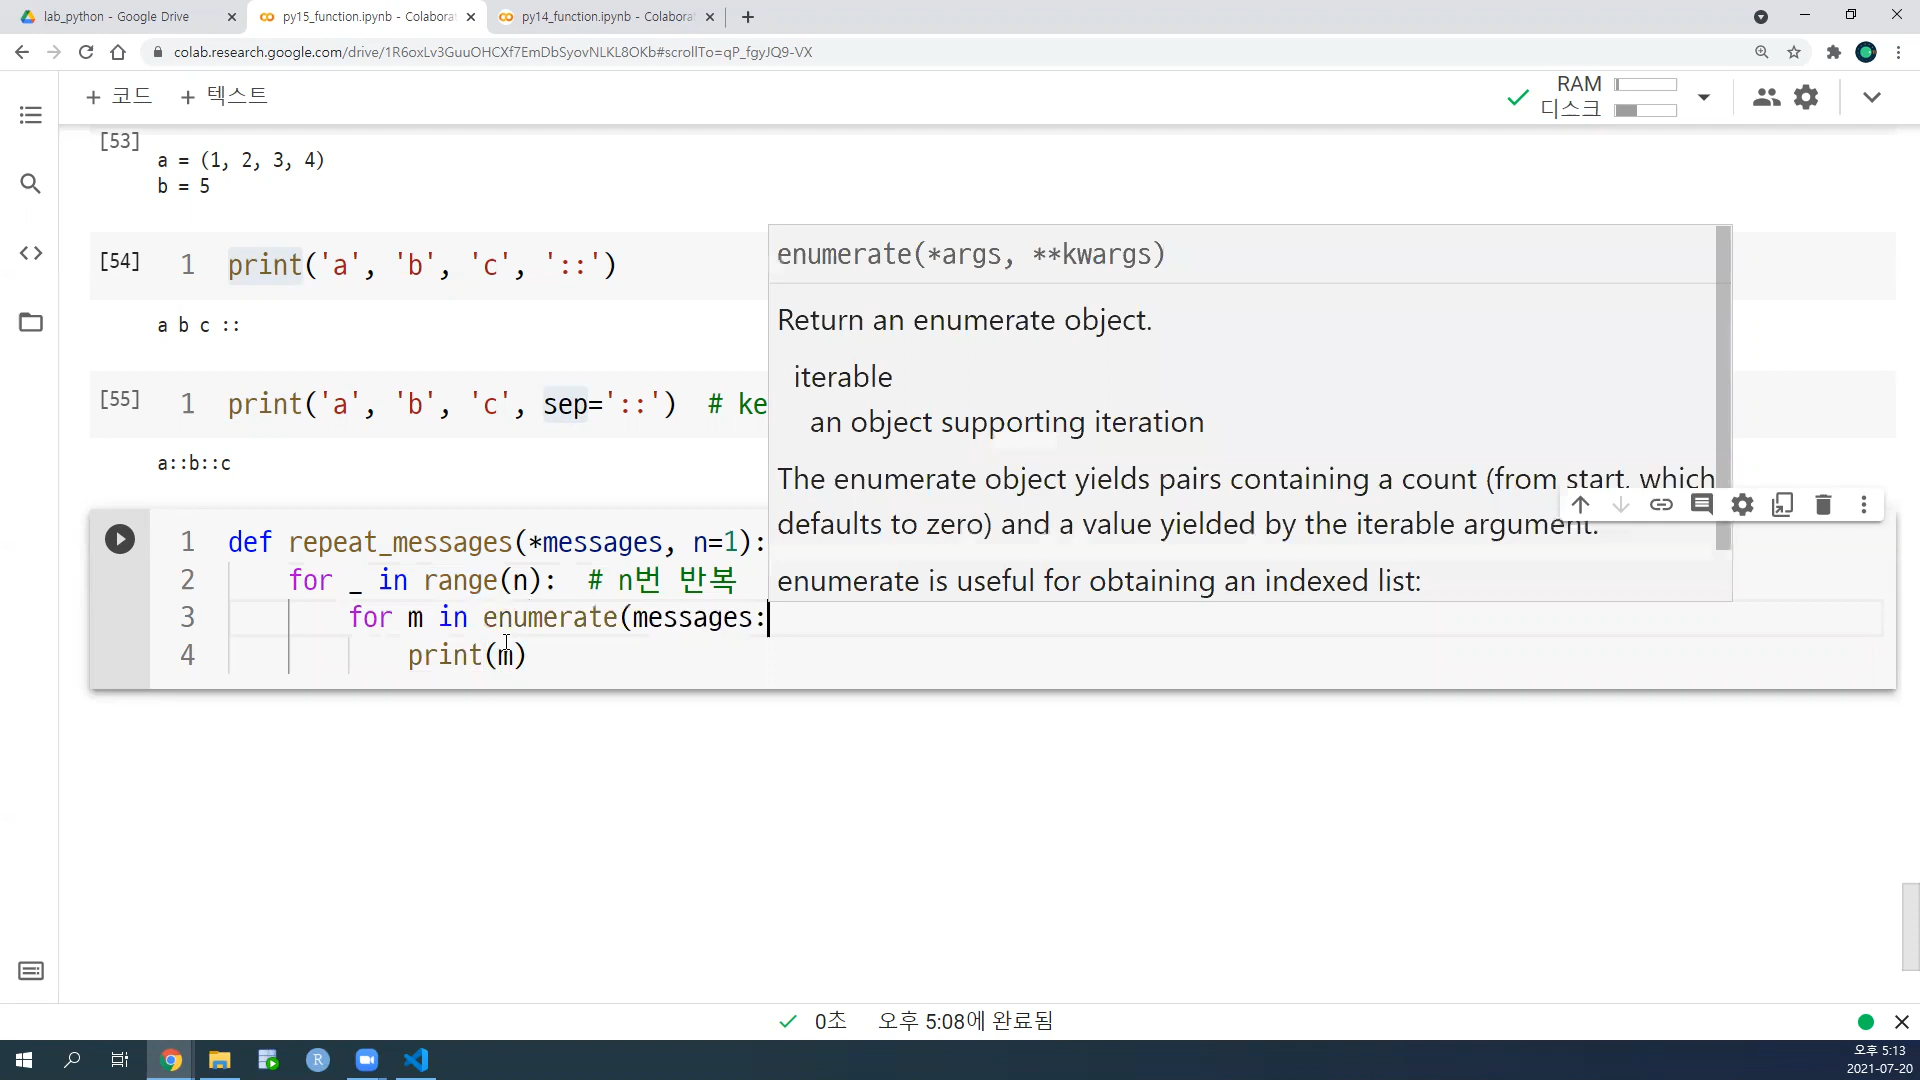 lab_python - Google Drive
py15_function.ipynb - Colabora
py14_function.ipynb - Colabora
colab.research.google.com/drive/1R6oxLv3GuuOHCXf7EmDbSyovNLKL8OKb#scrollTo=qP_fgyJQ9-VX
+ 코드 + 텍스트
RAM
디스크
[53]
a = (1, 2, 3, 4)
b = 5
[54] 1 print('a', 'b', 'c', '::')
a b c ::
[55] 1 print('a', 'b', 'c', sep='::') # ke
a::b::c
enumerate(*args, **kwargs)
Return an enumerate object.
iterable
an object supporting iteration
The enumerate object yields pairs containing a count (from start, which
defaults to zero) and a value yielded by the iterable argument.
enumerate is useful for obtaining an indexed list:
1 def repeat_messages(*messages, n=1):
2 for _ in range(n): # n번 반복
3 for m in enumerate(messages:
4 print(m)
0초 오후 5:08에 완료됨
오후 5:13
2021-07-20